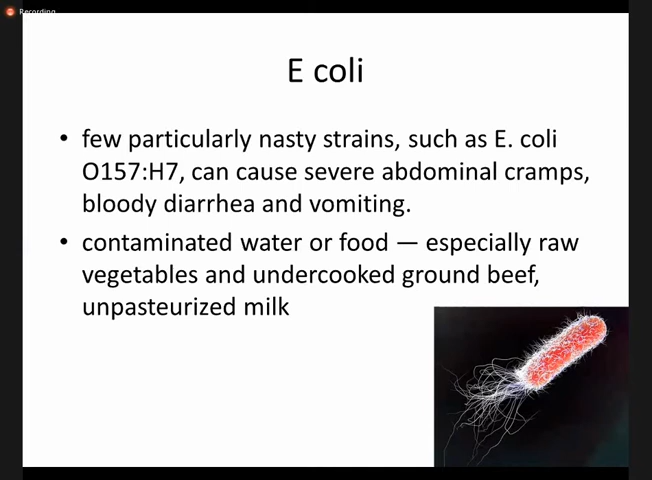 Recording
E coli
• few particularly nasty strains, such as E. coli
O157:H7, can cause severe abdominal cramps,
bloody diarrhea and vomiting.
• contaminated water or food — especially raw
vegetables and undercooked ground beef,
unpasteurized milk